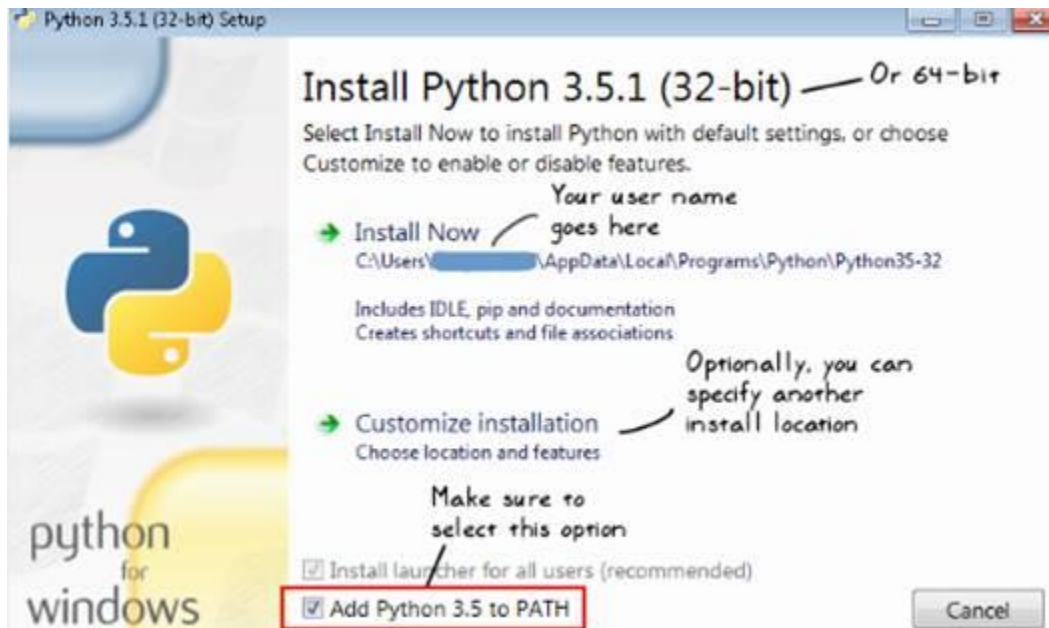 Python 3.5.1 (32-bit) Setup
Install Python 3.5.1 (32-bit)
Or 64-bit
Select Install Now to install Python with default settings, or choose
Customize to enable or disable features.
Your user name
goes here
Install Now
C:\Users\ \AppData\Local\Programs\Python\Python35-32
Includes IDLE, pip and documentation
Creates shortcuts and file associations
Optionally, you can
specify another
install location
Customize installation
Choose location and features
Make sure to
select this option
Install launcher for all users (recommended)
Add Python 3.5 to PATH
Cancel
python
for
windows